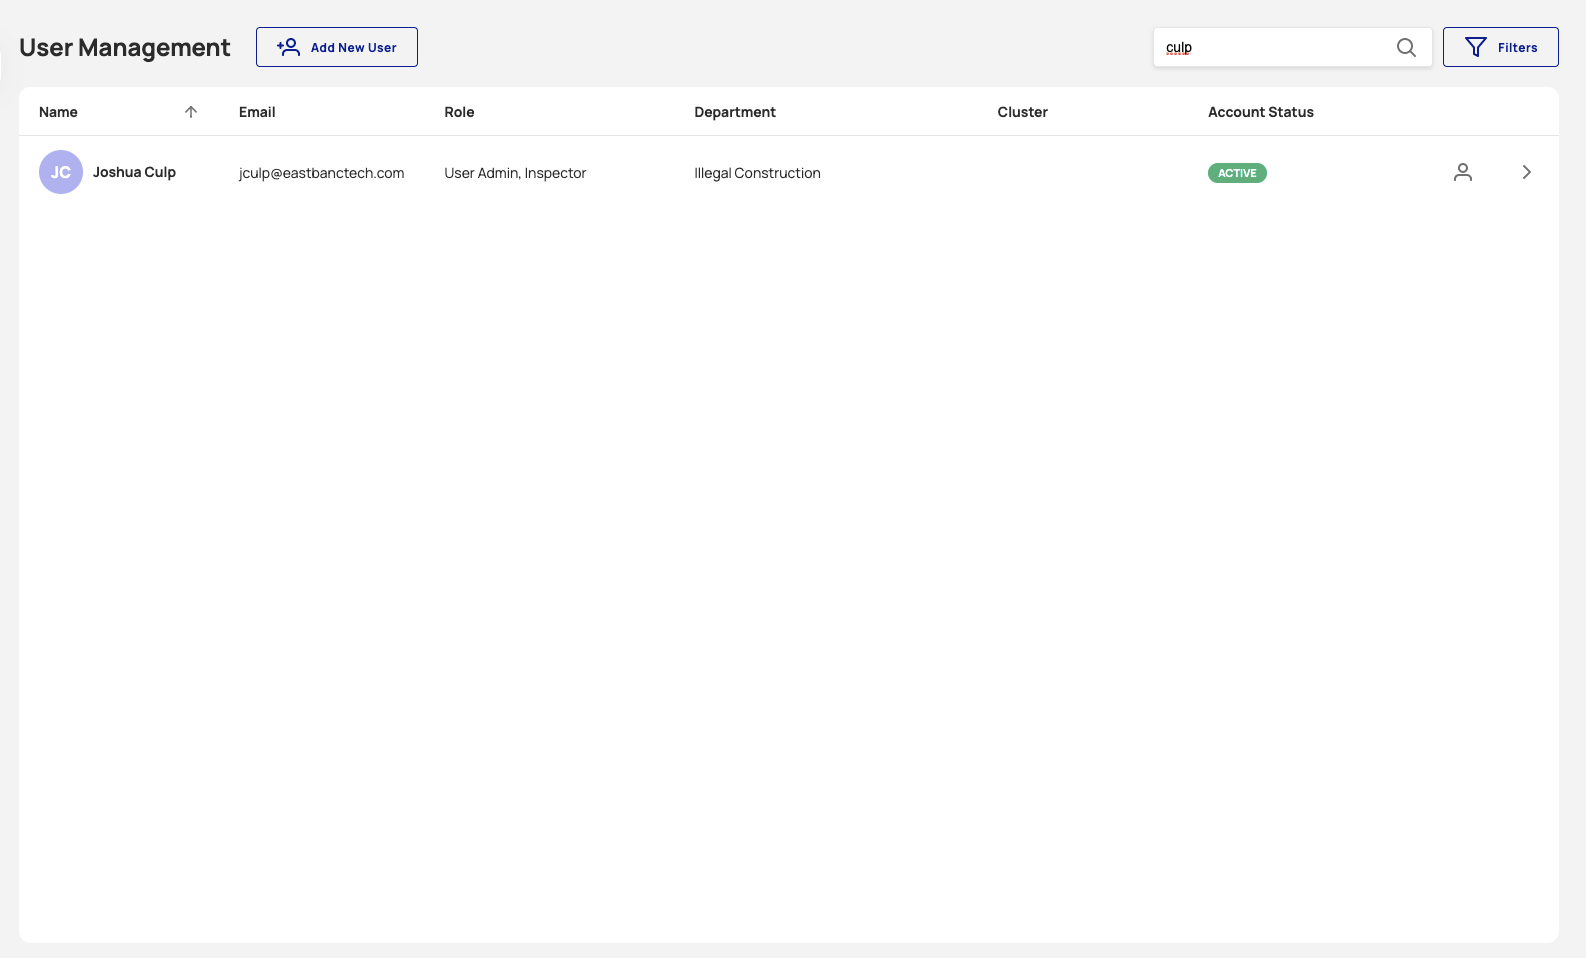 User Management
Add New User
culp
Filters
Name Email Role Department Cluster Account Status
JC Joshua Culp jculp@eastbanctech.com User Admin, Inspector Illegal Construction ACTIVE